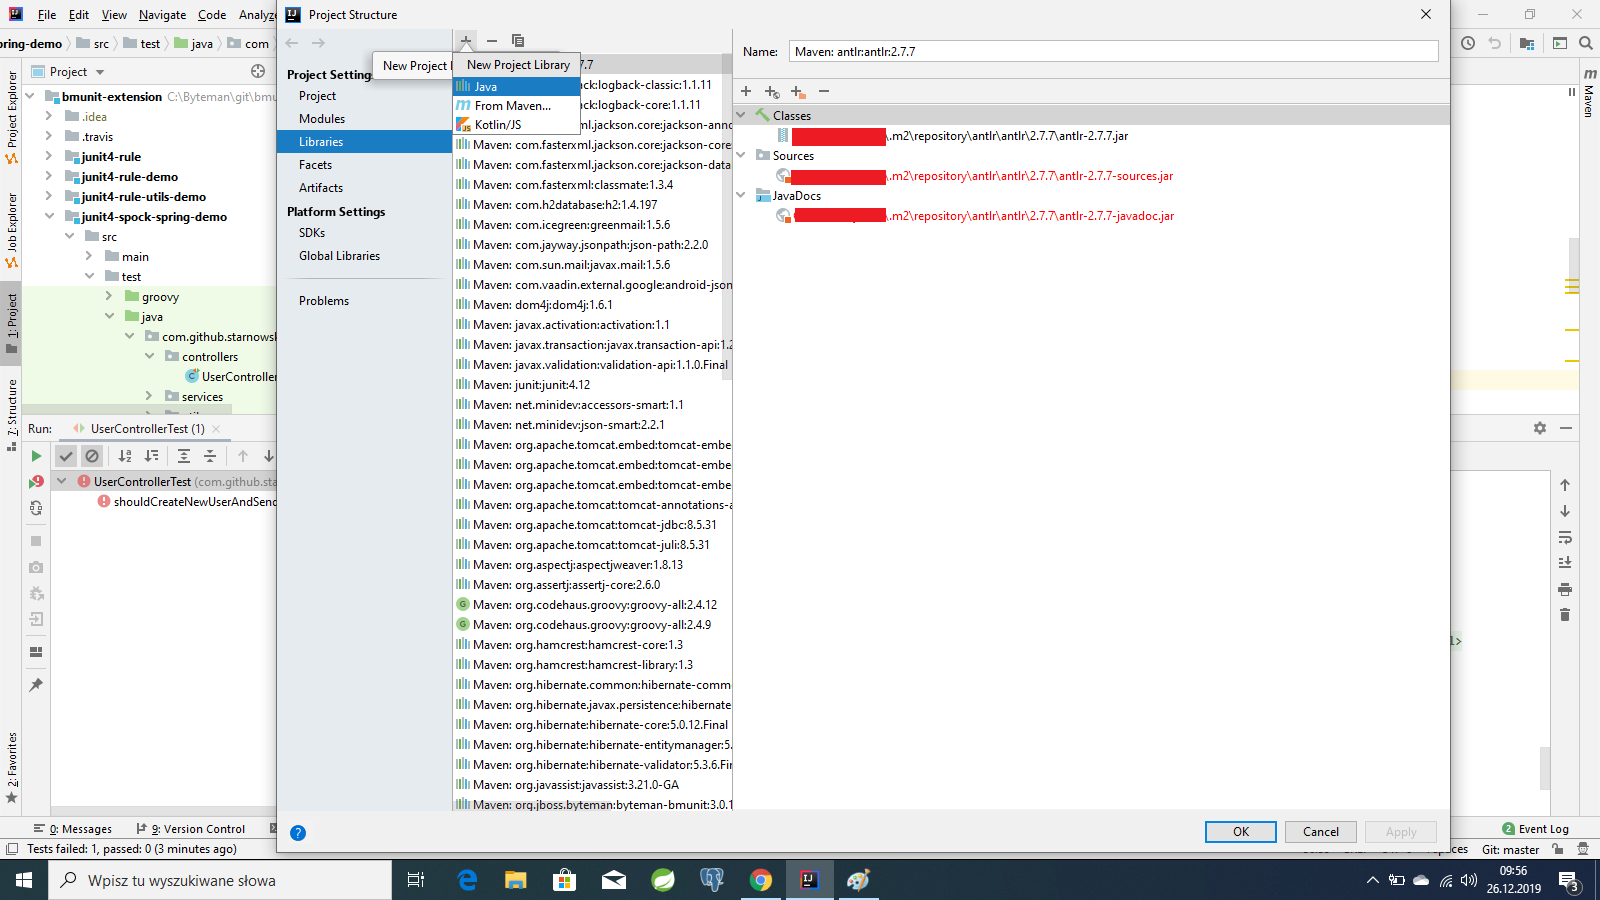 File Edit View Navigate Code Analyze
Project Structure
ring-demo src test java com
Project
bmunit-extension C:\Byteman\git\bmu
.idea
.travis
junit4-rule
junit4-rule-demo
junit4-rule-utils-demo
junit4-spock-spring-demo
src
main
test
groovy
java
com.github.starnowsk
controllers
UserController
services
Project Explorer
Job Explorer
1: Project
7: Structure
2: Favorites
Run: UserControllerTest (1)
UserControllerTest (com.github.sta
shouldCreateNewUserAndSend
Project Setting
Project
Modules
Libraries
Facets
Artifacts
Platform Settings
SDKs
Global Libraries
Problems
New Project
New Project Library
Java
From Maven...
Kotlin/JS
7.7
ck:logback-classic:1.1.11
ck:logback-core:1.1.11
xml.jackson.core:jackson-anno
Maven: com.fasterxml.jackson.core:jackson-core
Maven: com.fasterxml.jackson.core:jackson-data
Maven: com.fasterxml:classmate:1.3.4
Maven: com.h2database:h2:1.4.197
Maven: com.icegreen:greenmail:1.5.6
Maven: com.jayway.jsonpath:json-path:2.2.0
Maven: com.sun.mail:javax.mail:1.5.6
Maven: com.vaadin.external.google:android-json
Maven: dom4j:dom4j:1.6.1
Maven: javax.activation:activation:1.1
Maven: javax.transaction:javax.transaction-api:1.2
Maven: javax.validation:validation-api:1.1.0.Final
Maven: junit:junit:4.12
Maven: net.minidev:accessors-smart:1.1
Maven: net.minidev:json-smart:2.2.1
Maven: org.apache.tomcat.embed:tomcat-embe
Maven: org.apache.tomcat.embed:tomcat-embe
Maven: org.apache.tomcat.embed:tomcat-embe
Maven: org.apache.tomcat:tomcat-annotations-a
Maven: org.apache.tomcat:tomcat-jdbc:8.5.31
Maven: org.apache.tomcat:tomcat-juli:8.5.31
Maven: org.aspectj:aspectjweaver:1.8.13
Maven: org.assertj:assertj-core:2.6.0
Maven: org.codehaus.groovy:groovy-all:2.4.12
Maven: org.codehaus.groovy:groovy-all:2.4.9
Maven: org.hamcrest:hamcrest-core:1.3
Maven: org.hamcrest:hamcrest-library:1.3
Maven: org.hibernate.common:hibernate-comm
Maven: org.hibernate.javax.persistence:hibernate
Maven: org.hibernate:hibernate-core:5.0.12.Final
Maven: org.hibernate:hibernate-entitymanager:5.
Maven: org.hibernate:hibernate-validator:5.3.6.Fin
Maven: org.javassist:javassist:3.21.0-GA
Maven: org.jboss.byteman:byteman-bmunit:3.0.1
Name: Maven: antlr:antlr:2.7.7
Classes
\.m2\repository\antlr\antlr\2.7.7\antlr-2.7.7.jar
Sources
\.m2\repository\antlr\antlr\2.7.7\antlr-2.7.7-sources.jar
JavaDocs
\.m2\repository\antlr\antlr\2.7.7\antlr-2.7.7-javadoc.jar
Maven
OK Cancel Apply
0: Messages 9: Version Control
2 Event Log
Tests failed: 1, passed: 0 (3 minutes ago)
Git: master
Wpisz tu wyszukiwane słowa
09:56
26.12.2019
3